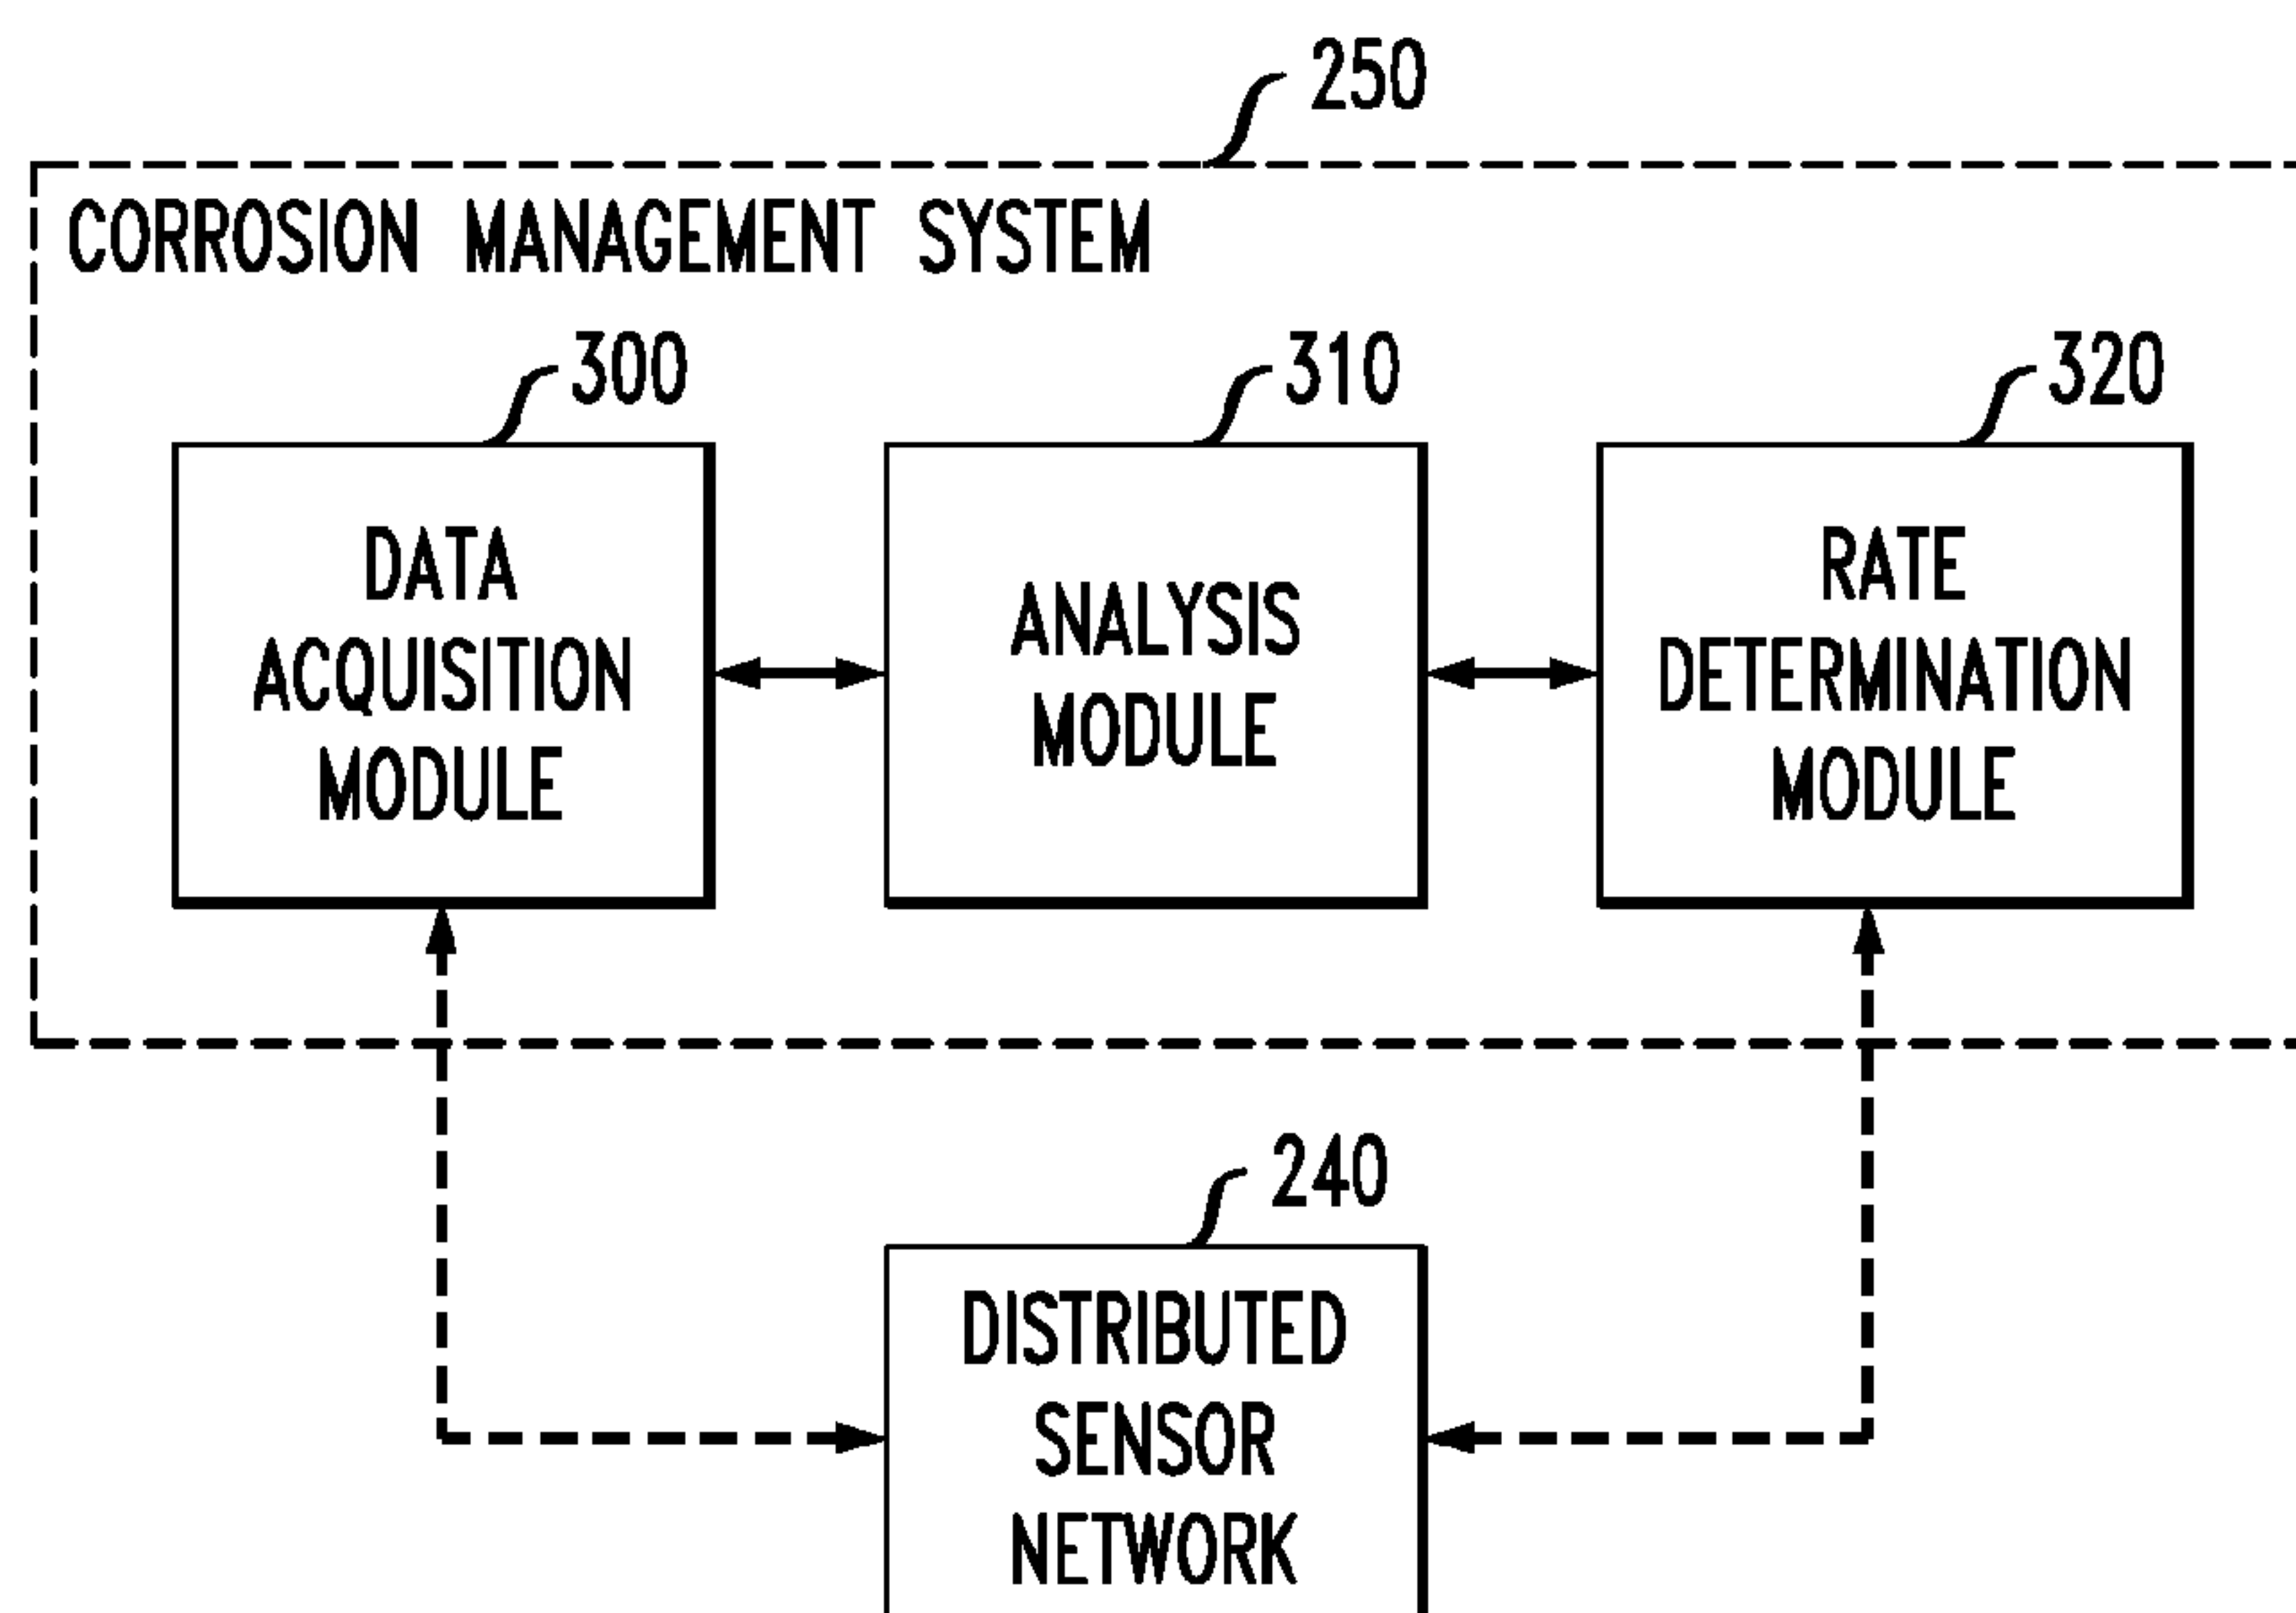 250
CORROSION MANAGEMENT SYSTEM
300
310
320
DATA
ACQUISITION
MODULE
ANALYSIS
MODULE
RATE
DETERMINATION
MODULE
240
DISTRIBUTED
SENSOR
NETWORK